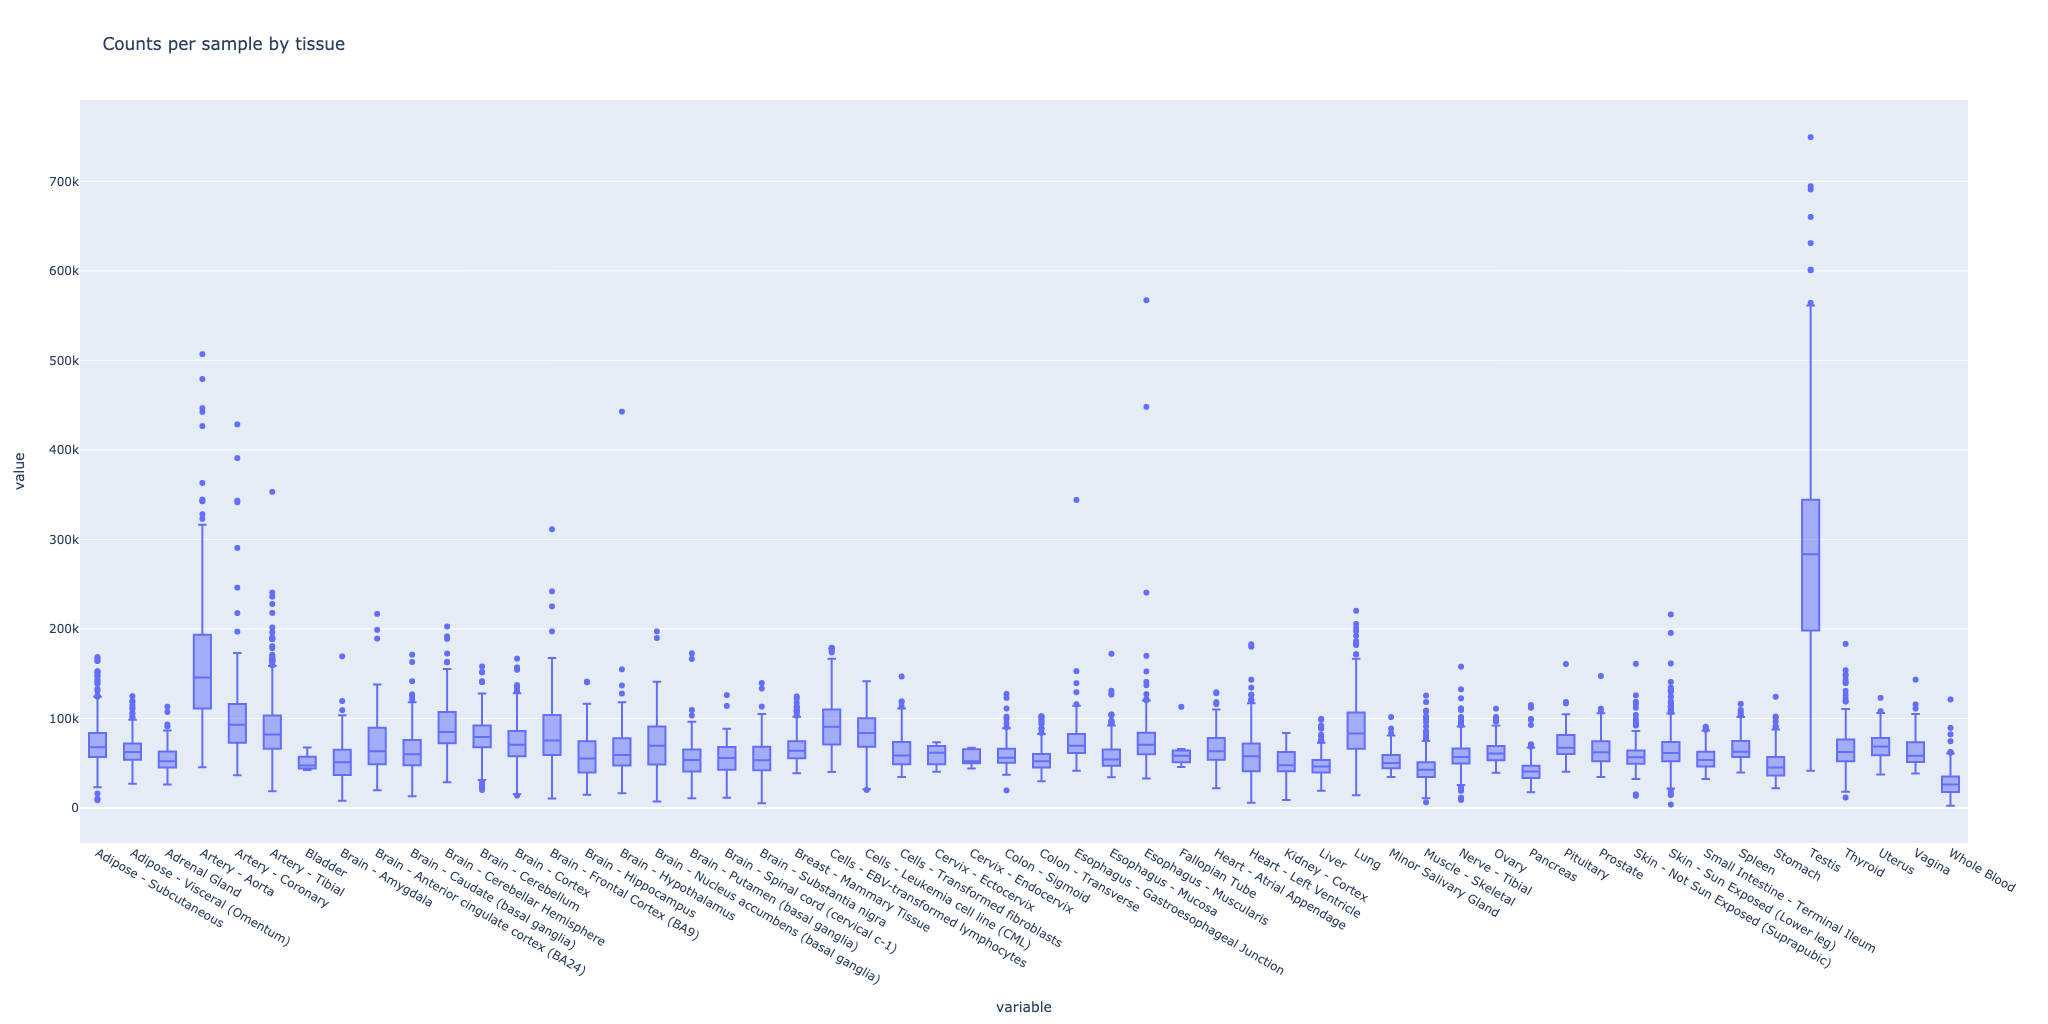 Counts per sample by tissue
700k
600k
500k
400k
300k
200k
100k
0
value
Adipose - Subcutaneous
Adipose - Visceral (Omentum)
Adrenal Gland
Artery - Aorta
Artery - Coronary
Artery - Tibial
Bladder
Brain - Amygdala
Brain - Anterior cingulate cortex (BA24)
Brain - Caudate (basal ganglia)
Brain - Cerebellar Hemisphere
Brain - Cerebellum
Brain - Cortex
Brain - Frontal Cortex (BA9)
Brain - Hippocampus
Brain - Hypothalamus
Brain - Nucleus accumbens (basal ganglia)
Brain - Putamen (basal ganglia)
Brain - Spinal cord (cervical c-1)
Brain - Substantia nigra
Breast - Mammary Tissue
Cells - EBV-transformed lymphocytes
Cells - Leukemia cell line (CML)
Cells - Transformed fibroblasts
Cervix - Ectocervix
Cervix - Endocervix
Colon - Sigmoid
Colon - Transverse
Esophagus - Gastroesophageal Junction
Esophagus - Mucosa
Esophagus - Muscularis
Fallopian Tube
Heart - Atrial Appendage
Heart - Left Ventricle
Kidney - Cortex
Liver
Lung
Minor Salivary Gland
Muscle - Skeletal
Nerve - Tibial
Ovary
Pancreas
Pituitary
Prostate
Skin - Not Sun Exposed (Suprapubic)
Skin - Sun Exposed (Lower leg)
Small Intestine - Terminal Ileum
Spleen
Stomach
Testis
Thyroid
Uterus
Vagina
Whole Blood
variable